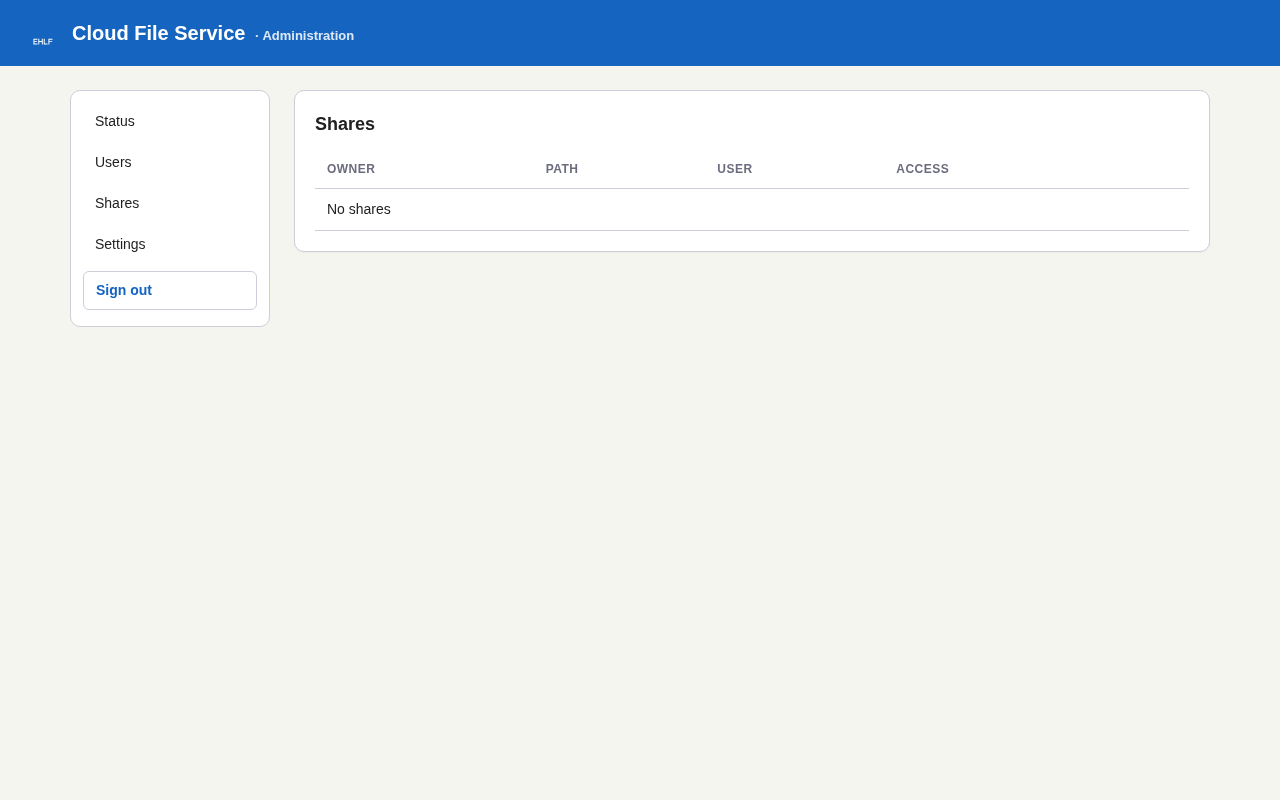 EHLF
Cloud File Service · Administration
Status
Users
Shares
Settings
Sign out
Shares
OWNER PATH USER ACCESS
No shares